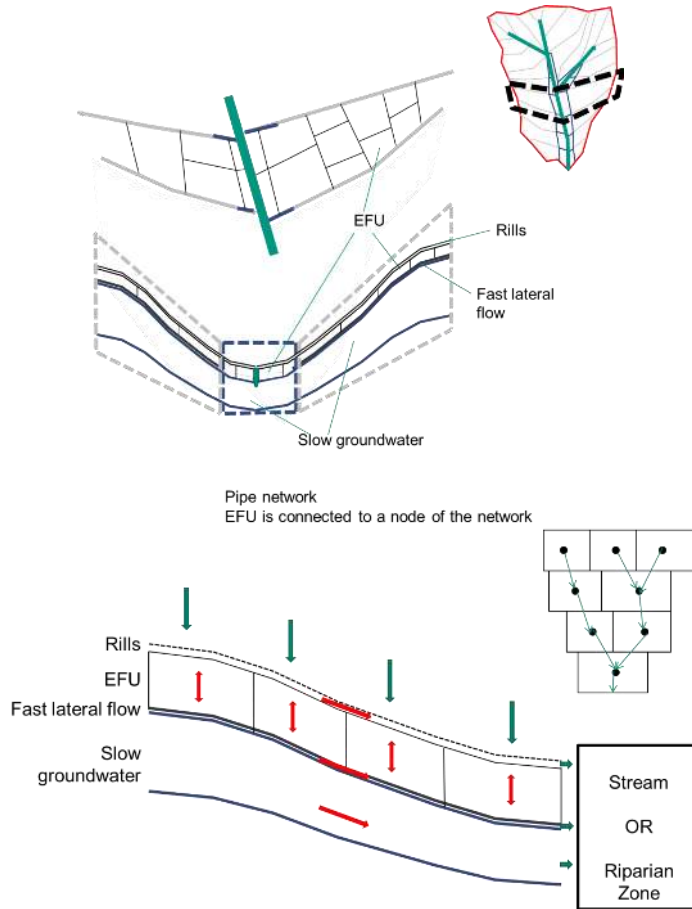 EFU
Rills
Fast lateral
flow
Slow groundwater
Pipe network
EFU is connected to a node of the network
Rills
EFU
Fast lateral flow
Slow
groundwater
Stream
OR
Riparian
Zone